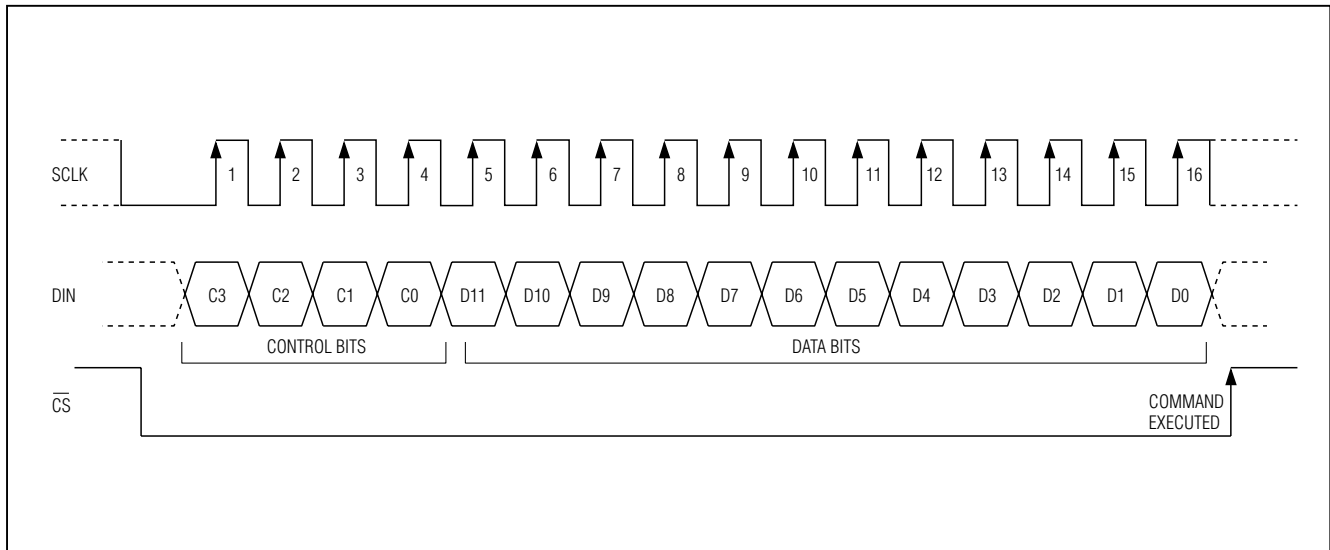 SCLK 1 2 3 4 5 6 7 8 9 10 11 12 13 14 15 16
DIN C3 C2 C1 C0 D11 D10 D9 D8 D7 D6 D5 D4 D3 D2 D1 D0
CONTROL BITS DATA BITS
CS
COMMAND
EXECUTED